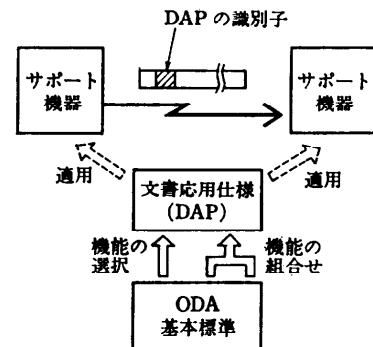 DAPの識別子
サポート
機器
サポート
機器
適用
適用
文書応用仕様
(DAP)
機能の
選択
機能の
組合せ
ODA
基本標準